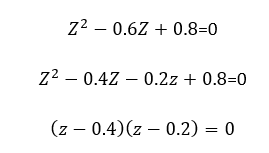 Z² − 0.6Z + 0.8=0
Z² − 0.4Z − 0.2z + 0.8=0
(z − 0.4)(z − 0.2) = 0